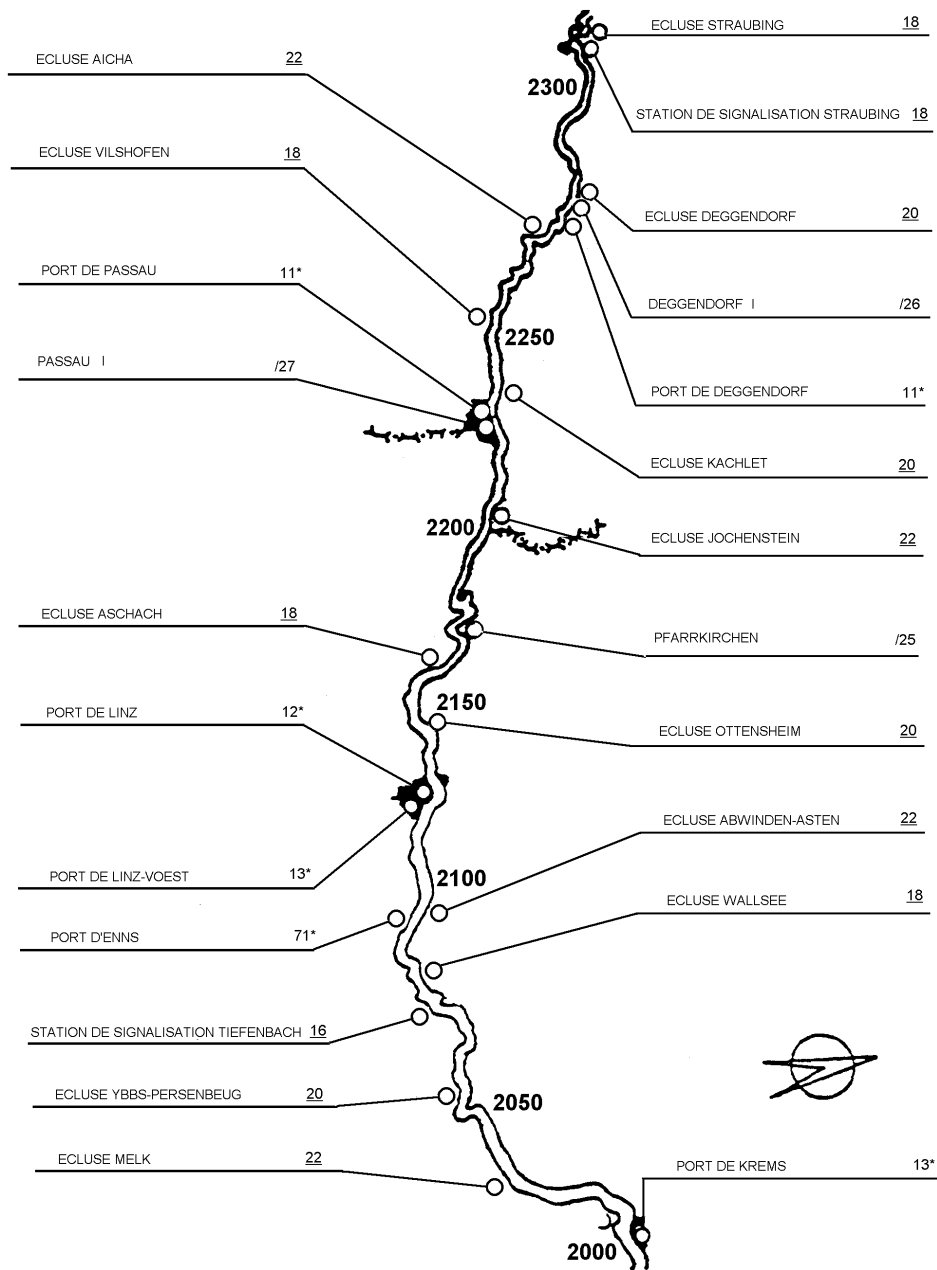 ECLUSE STRAUBING 18
ECLUSE AICHA 22
2300
STATION DE SIGNALISATION STRAUBING 18
ECLUSE VILSHOFEN 18
ECLUSE DEGGENDORF 20
PORT DE PASSAU 11*
DEGGENDORF I /26
2250
PASSAU I /27
PORT DE DEGGENDORF 11*
ECLUSE KACHLET 20
2200
ECLUSE JOCHENSTEIN 22
ECLUSE ASCHACH 18
PFARRKIRCHEN /25
2150
PORT DE LINZ 12*
ECLUSE OTTENSHEIM 20
ECLUSE ABWINDEN-ASTEN 22
PORT DE LINZ-VOEST 13*
2100
ECLUSE WALLSEE 18
PORT D'ENNS 71*
STATION DE SIGNALISATION TIEFENBACH 16
ECLUSE YBBS-PERSENBEUG 20
2050
ECLUSE MELK 22
PORT DE KREMS 13*
2000